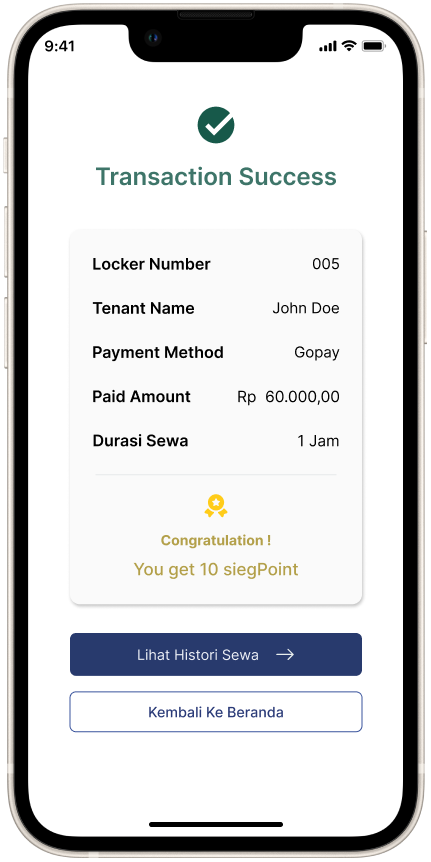 9:41
Transaction Success
Locker Number 005
Tenant Name John Doe
Payment Method Gopay
Paid Amount Rp 60.000,00
Durasi Sewa 1 Jam
Congratulation !
You get 10 siegPoint
Lihat Histori Sewa
Kembali Ke Beranda